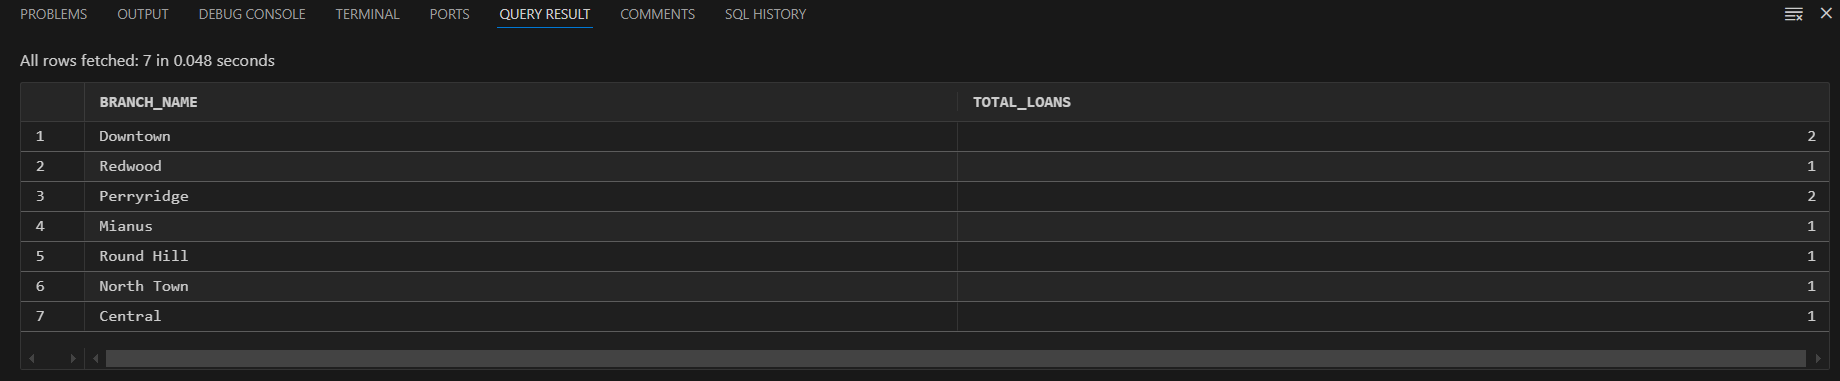 PROBLEMS OUTPUT DEBUG CONSOLE TERMINAL PORTS QUERY RESULT COMMENTS SQL HISTORY
All rows fetched: 7 in 0.048 seconds
BRANCH_NAME TOTAL_LOANS
1 Downtown 2
2 Redwood 1
3 Perryridge 2
4 Mianus 1
5 Round Hill 1
6 North Town 1
7 Central 1